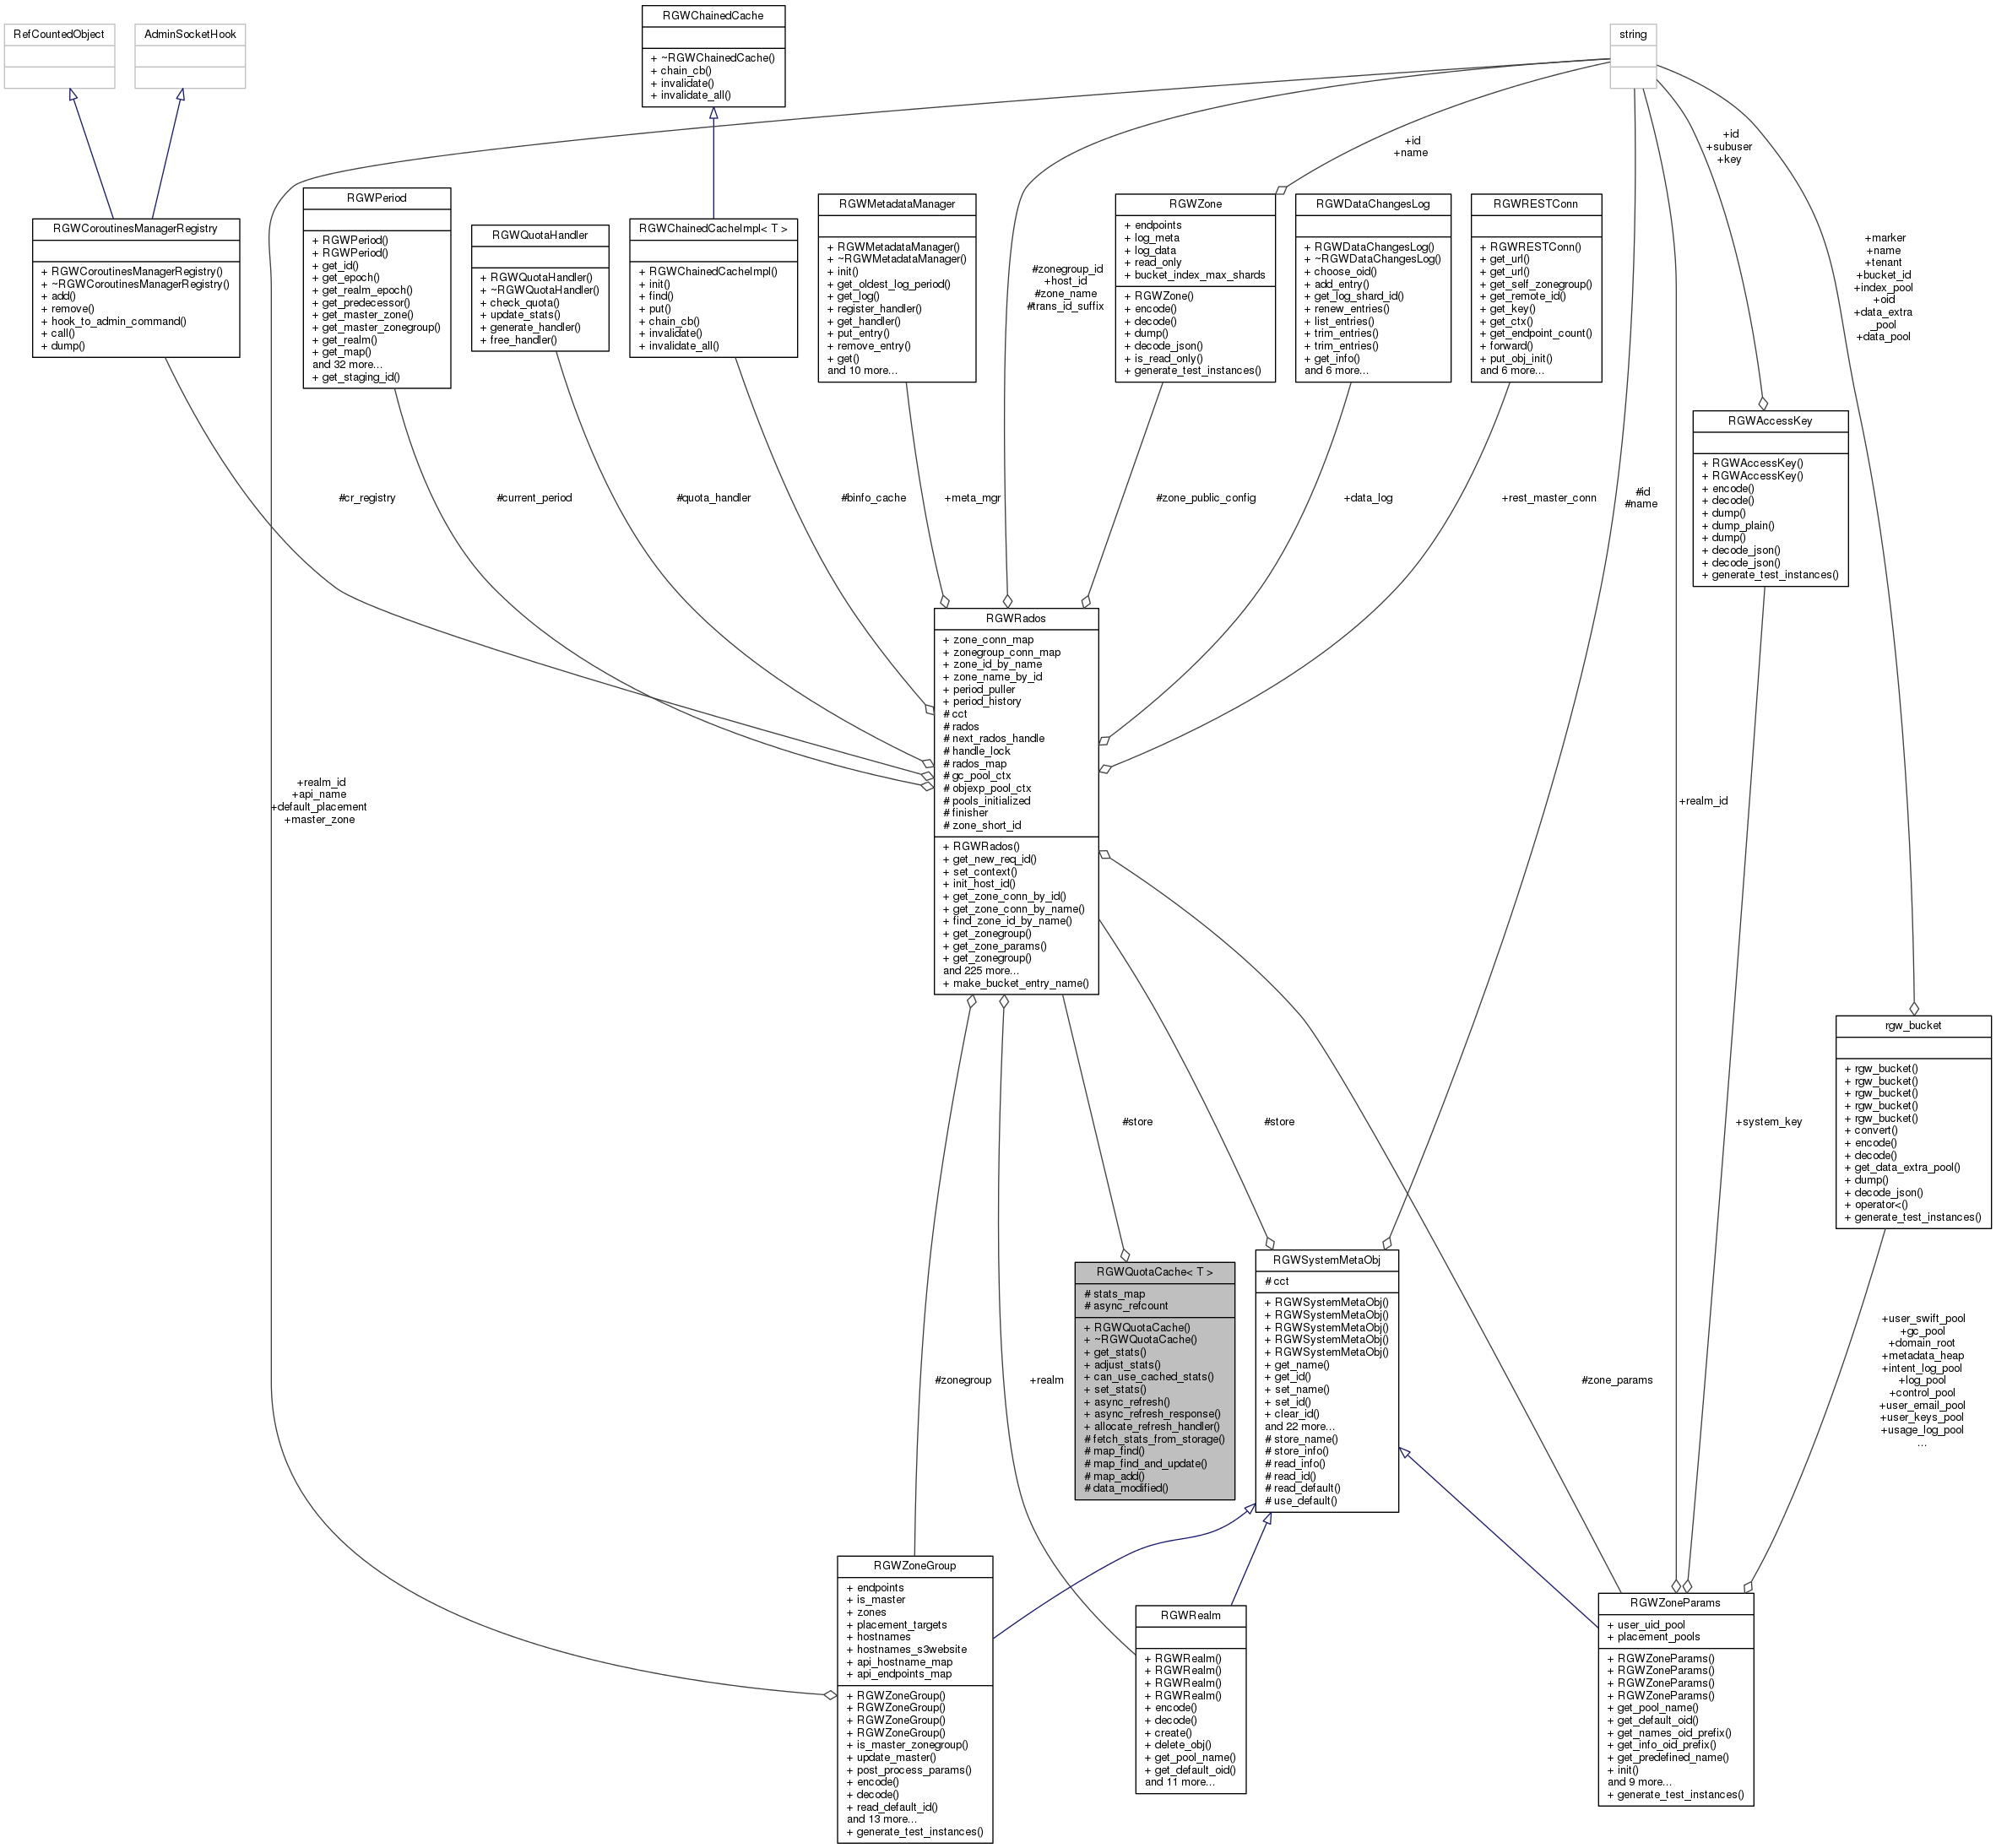 RefCountedObject
AdminSocketHook
RGWChainedCache
+ ~RGWChainedCache()
+ chain_cb()
+ invalidate()
+ invalidate_all()
string
+id
+name
+id
+subuser
+key
RGWCoroutinesManagerRegistry
+ RGWCoroutinesManagerRegistry()
+ ~RGWCoroutinesManagerRegistry()
+ add()
+ remove()
+ hook_to_admin_command()
+ call()
+ dump()
RGWPeriod
+ RGWPeriod()
+ RGWPeriod()
+ get_id()
+ get_epoch()
+ get_realm_epoch()
+ get_predecessor()
+ get_master_zone()
+ get_master_zonegroup()
+ get_realm()
+ get_map()
and 32 more...
+ get_staging_id()
RGWQuotaHandler
+ RGWQuotaHandler()
+ ~RGWQuotaHandler()
+ check_quota()
+ update_stats()
+ generate_handler()
+ free_handler()
RGWChainedCacheImpl< T >
+ RGWChainedCacheImpl()
+ init()
+ find()
+ put()
+ chain_cb()
+ invalidate()
+ invalidate_all()
RGWMetadataManager
+ RGWMetadataManager()
+ ~RGWMetadataManager()
+ init()
+ get_oldest_log_period()
+ get_log()
+ register_handler()
+ get_handler()
+ put_entry()
+ remove_entry()
+ get()
and 10 more...
#zonegroup_id
+host_id
#zone_name
#trans_id_suffix
RGWZone
+ endpoints
+ log_meta
+ log_data
+ read_only
+ bucket_index_max_shards
+ RGWZone()
+ encode()
+ decode()
+ dump()
+ decode_json()
+ is_read_only()
+ generate_test_instances()
RGWDataChangesLog
+ RGWDataChangesLog()
+ ~RGWDataChangesLog()
+ choose_oid()
+ add_entry()
+ get_log_shard_id()
+ renew_entries()
+ list_entries()
+ trim_entries()
+ trim_entries()
+ get_info()
and 6 more...
RGWRESTConn
+ RGWRESTConn()
+ get_url()
+ get_url()
+ get_self_zonegroup()
+ get_remote_id()
+ get_key()
+ get_ctx()
+ get_endpoint_count()
+ forward()
+ put_obj_init()
and 6 more...
+marker
+name
+tenant
+bucket_id
+index_pool
+oid
+data_extra
_pool
+data_pool
RGWAccessKey
+ RGWAccessKey()
+ RGWAccessKey()
+ encode()
+ decode()
+ dump()
+ dump_plain()
+ dump()
+ decode_json()
+ decode_json()
+ generate_test_instances()
#cr_registry
#current_period
#quota_handler
#binfo_cache
+meta_mgr
#zone_public_config
+data_log
+rest_master_conn
#id
#name
RGWRados
+ zone_conn_map
+ zonegroup_conn_map
+ zone_id_by_name
+ zone_name_by_id
+ period_puller
+ period_history
# cct
# rados
# next_rados_handle
# handle_lock
# rados_map
# gc_pool_ctx
# objexp_pool_ctx
# pools_initialized
# finisher
# zone_short_id
+ RGWRados()
+ get_new_req_id()
+ set_context()
+ init_host_id()
+ get_zone_conn_by_id()
+ get_zone_conn_by_name()
+ find_zone_id_by_name()
+ get_zonegroup()
+ get_zone_params()
+ get_zonegroup()
and 225 more...
+ make_bucket_entry_name()
+realm_id
+api_name
+default_placement
+master_zone
+realm_id
rgw_bucket
+ rgw_bucket()
+ rgw_bucket()
+ rgw_bucket()
+ rgw_bucket()
+ rgw_bucket()
+ convert()
+ encode()
+ decode()
+ get_data_extra_pool()
+ dump()
+ decode_json()
+ operator<()
+ generate_test_instances()
#store
#store
+system_key
RGWQuotaCache< T >
# stats_map
# async_refcount
+ RGWQuotaCache()
+ ~RGWQuotaCache()
+ get_stats()
+ adjust_stats()
+ can_use_cached_stats()
+ set_stats()
+ async_refresh()
+ async_refresh_response()
+ allocate_refresh_handler()
# fetch_stats_from_storage()
# map_find()
# map_find_and_update()
# map_add()
# data_modified()
RGWSystemMetaObj
# cct
+ RGWSystemMetaObj()
+ RGWSystemMetaObj()
+ RGWSystemMetaObj()
+ RGWSystemMetaObj()
+ RGWSystemMetaObj()
+ get_name()
+ get_id()
+ set_name()
+ set_id()
+ clear_id()
and 22 more...
# store_name()
# store_info()
# read_info()
# read_id()
# read_default()
# use_default()
#zonegroup
+realm
#zone_params
+user_swift_pool
+gc_pool
+domain_root
+metadata_heap
+intent_log_pool
+log_pool
+control_pool
+user_email_pool
+user_keys_pool
+usage_log_pool
...
RGWZoneGroup
+ endpoints
+ is_master
+ zones
+ placement_targets
+ hostnames
+ hostnames_s3website
+ api_hostname_map
+ api_endpoints_map
+ RGWZoneGroup()
+ RGWZoneGroup()
+ RGWZoneGroup()
+ RGWZoneGroup()
+ is_master_zonegroup()
+ update_master()
+ post_process_params()
+ encode()
+ decode()
+ read_default_id()
and 13 more...
+ generate_test_instances()
RGWRealm
+ RGWRealm()
+ RGWRealm()
+ RGWRealm()
+ RGWRealm()
+ encode()
+ decode()
+ create()
+ delete_obj()
+ get_pool_name()
+ get_default_oid()
and 11 more...
RGWZoneParams
+ user_uid_pool
+ placement_pools
+ RGWZoneParams()
+ RGWZoneParams()
+ RGWZoneParams()
+ RGWZoneParams()
+ get_pool_name()
+ get_default_oid()
+ get_names_oid_prefix()
+ get_info_oid_prefix()
+ get_predefined_name()
+ init()
and 9 more...
+ generate_test_instances()